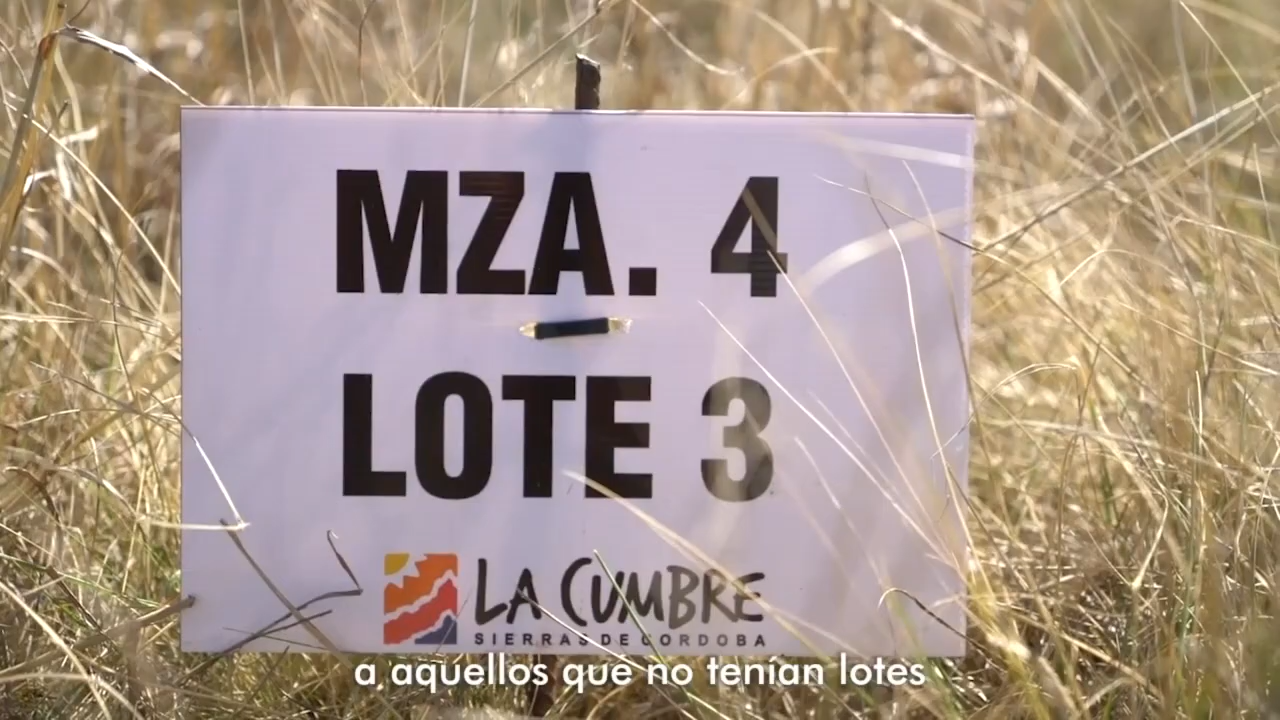 MZA. 4
LOTE 3
LA CUMBRE
SIERRAS DE CORDOBA
a aquellos que no tenían lotes